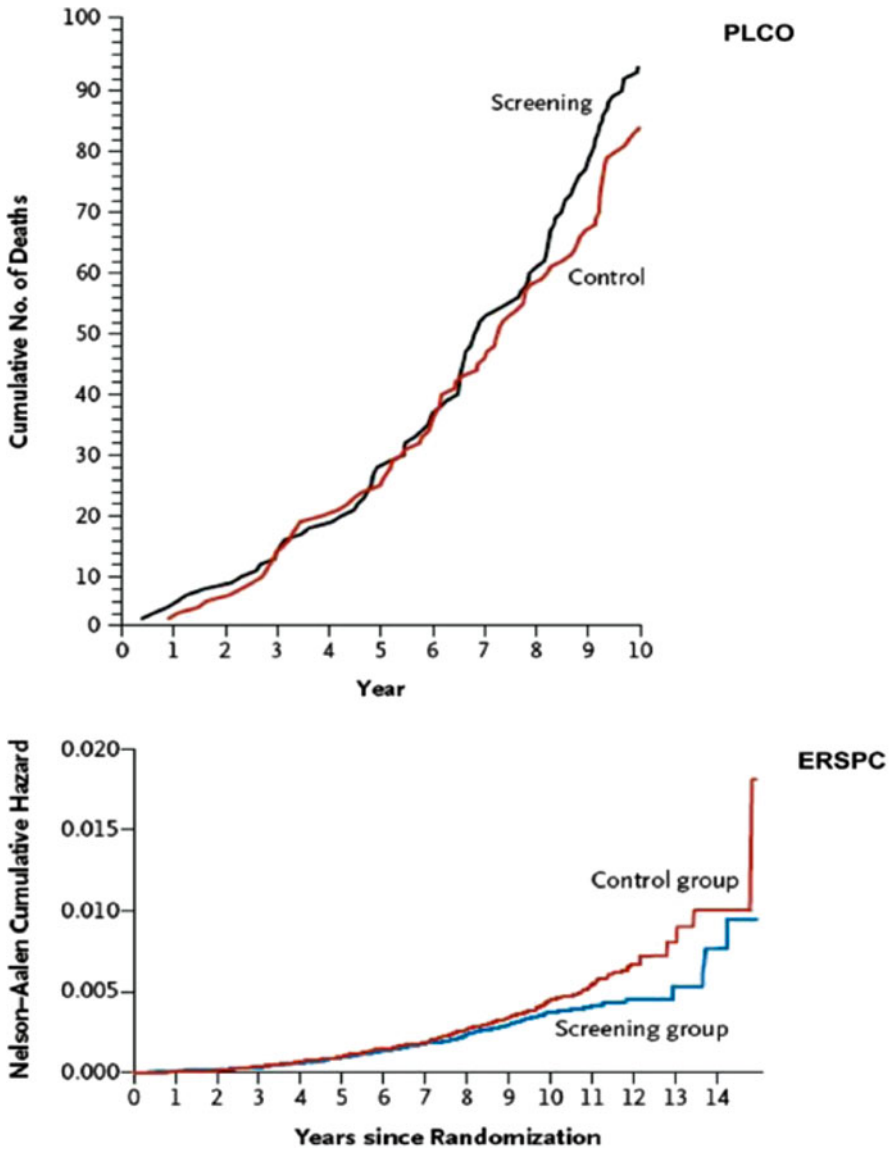 PLCO
100
90
80
70
60
50
40
30
20
10
0
Cumulative No. of Deaths
Screening
Control
0 1 2 3 4 5 6 7 8 9 10
Year
ERSPC
0.020
0.015
0.010
0.005
0.000
Nelson–Aalen Cumulative Hazard
Control group
Screening group
0 1 2 3 4 5 6 7 8 9 10 11 12 13 14
Years since Randomization